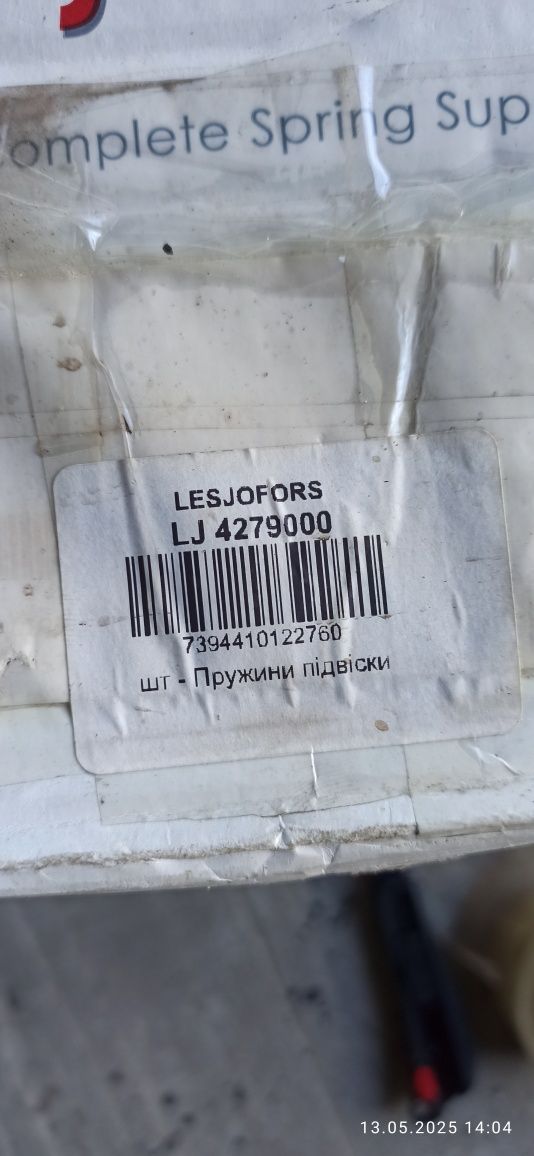 omplete Spring Sup
LESJOFORS
LJ 4279000
7394410122760
шт - Пружини підвіски
13.05.2025 14:04